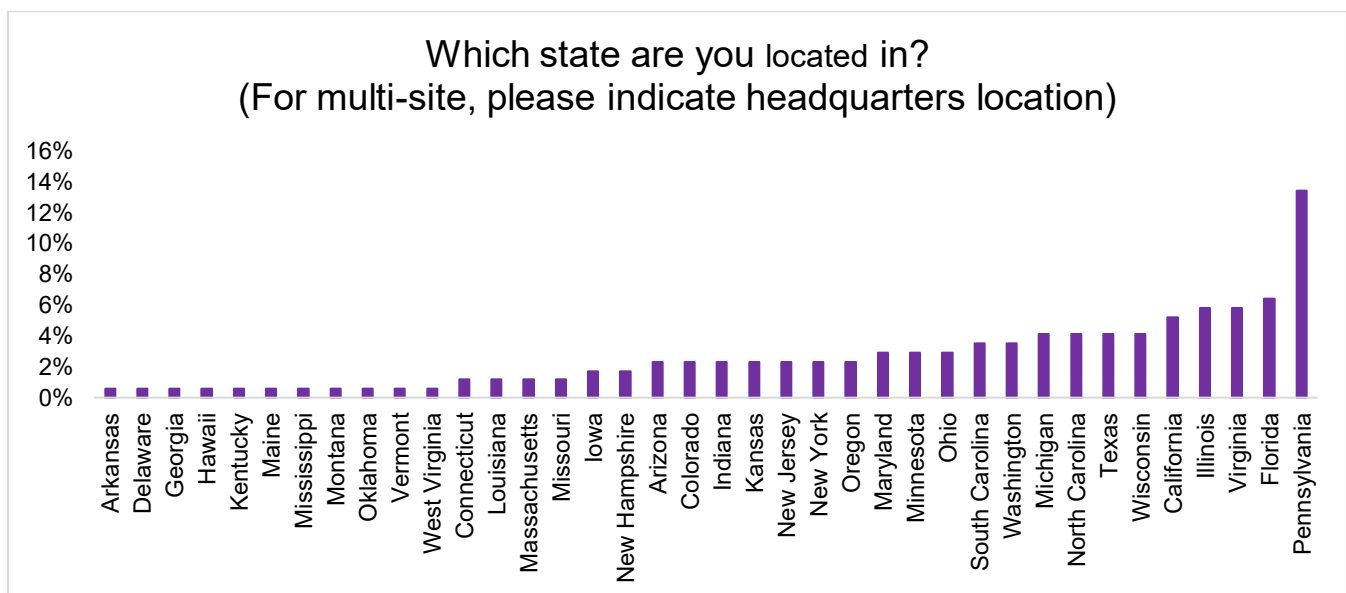 Which state are you located in?
(For multi-site, please indicate headquarters location)
16%
14%
12%
10%
8%
6%
4%
2%
0%
Arkansas
Delaware
Georgia
Hawaii
Kentucky
Maine
Mississippi
Montana
Oklahoma
Vermont
West Virginia
Connecticut
Louisiana
Massachusetts
Missouri
Iowa
New Hampshire
Arizona
Colorado
Indiana
Kansas
New Jersey
New York
Oregon
Maryland
Minnesota
Ohio
South Carolina
Washington
Michigan
North Carolina
Texas
Wisconsin
California
Illinois
Virginia
Florida
Pennsylvania